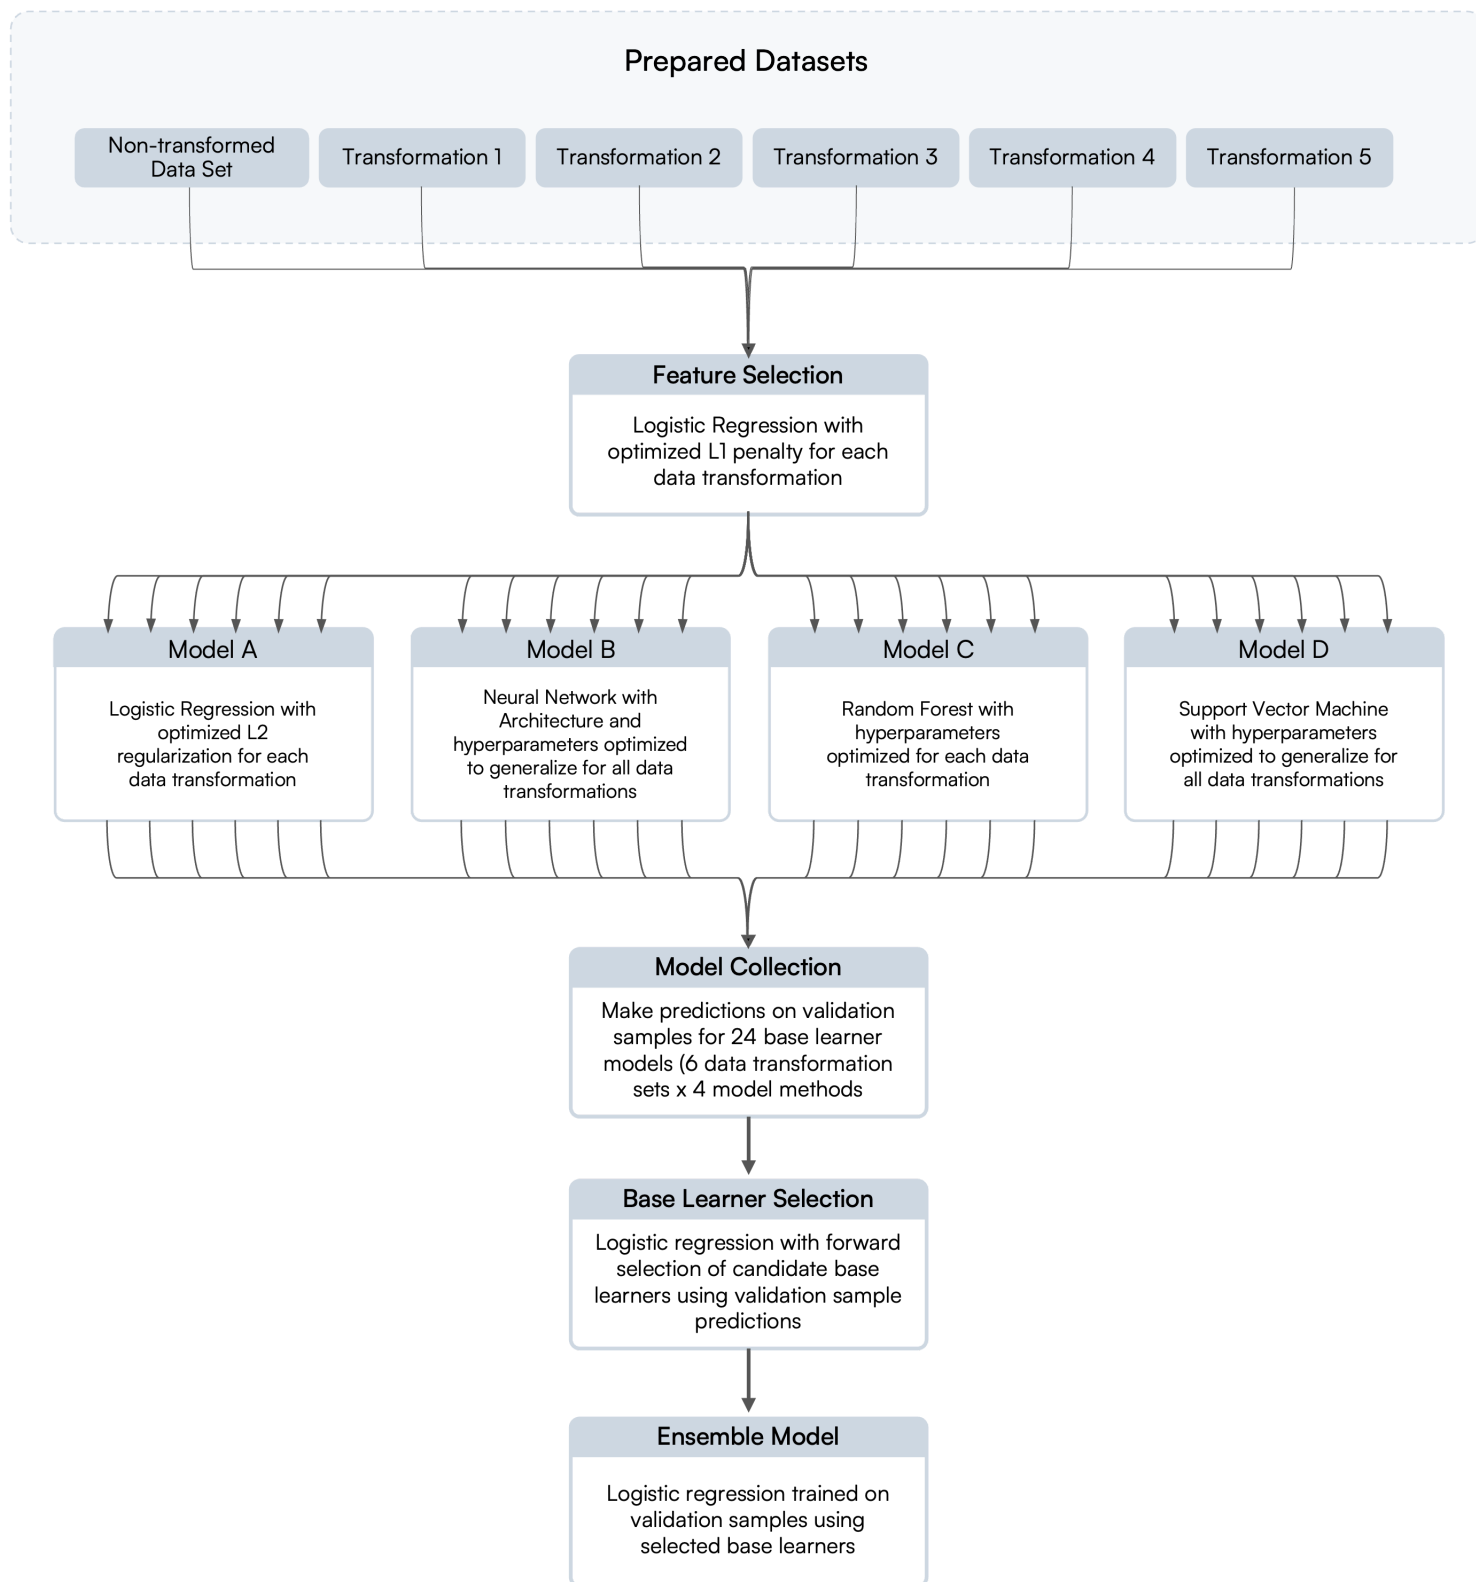 Prepared Datasets
Non-transformed
Data Set
Transformation 1
Transformation 2
Transformation 3
Transformation 4
Transformation 5
Feature Selection
Logistic Regression with
optimized L1 penalty for each
data transformation
Model A
Logistic Regression with
optimized L2
regularization for each
data transformation
Model B
Neural Network with
Architecture and
hyperparameters optimized
to generalize for all data
transformations
Model C
Random Forest with
hyperparameters
optimized for each data
transformation
Model D
Support Vector Machine
with hyperparameters
optimized to generalize for
all data transformations
Model Collection
Make predictions on validation
samples for 24 base learner
models (6 data transformation
sets x 4 model methods
Base Learner Selection
Logistic regression with forward
selection of candidate base
learners using validation sample
predictions
Ensemble Model
Logistic regression trained on
validation samples using
selected base learners